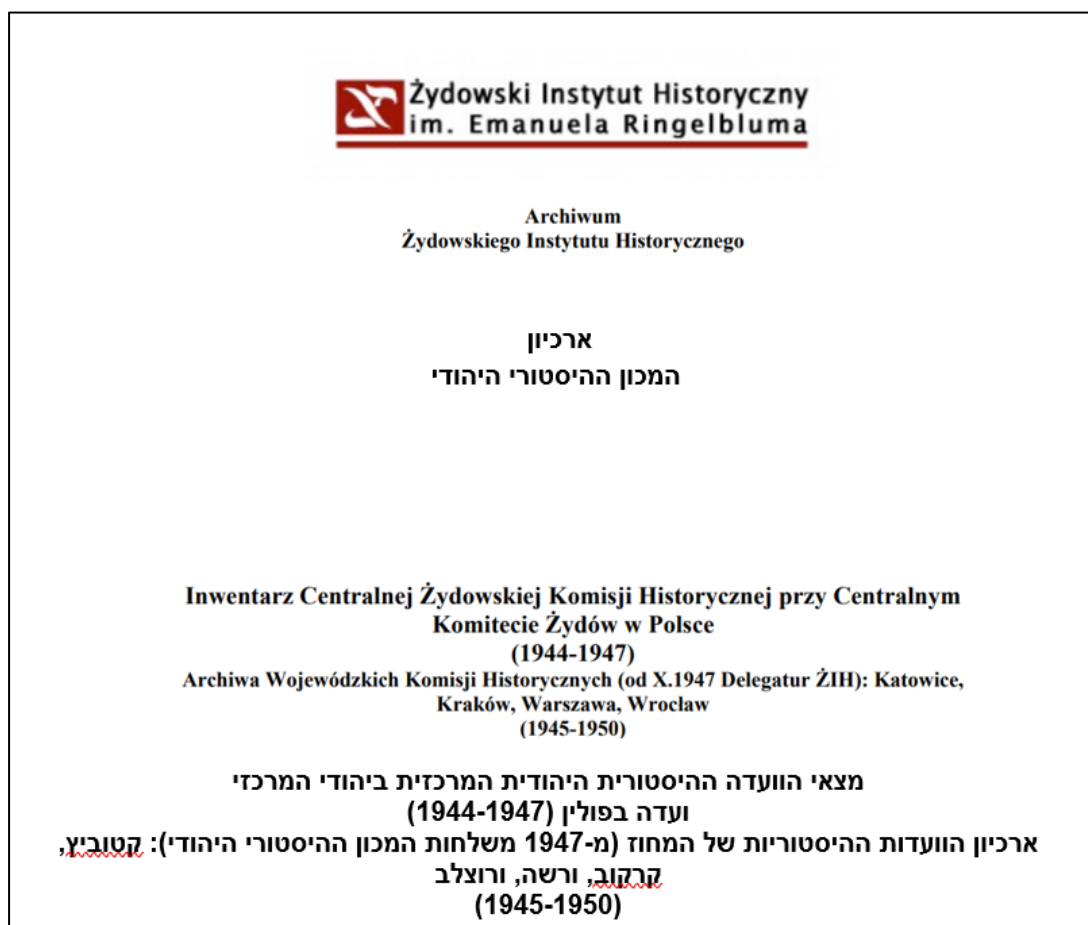 Żydowski Instytut Historyczny
im. Emanuela Ringelbluma
Archiwum
Żydowskiego Instytutu Historycznego
ארכיון
המכון ההיסטורי היהודי
Inwentarz Centralnej Żydowskiej Komisji Historycznej przy Centralnym
Komitecie Żydów w Polsce
(1944-1947)
Archiwa Wojewódzkich Komisji Historycznych (od X.1947 Delegatur ŻIH): Katowice,
Kraków, Warszawa, Wrocław
(1945-1950)
מצאי הוועדה ההיסטורית היהודית המרכזית ביהודי המרכזי
ועדה בפולין (1944-1947)
ארכיון הוועדות ההיסטוריות של המחוז (מ-1947 משלחות המכון ההיסטורי היהודי): קטוביץ,
קרקוב, ורשה, ורוצלב
(1945-1950)